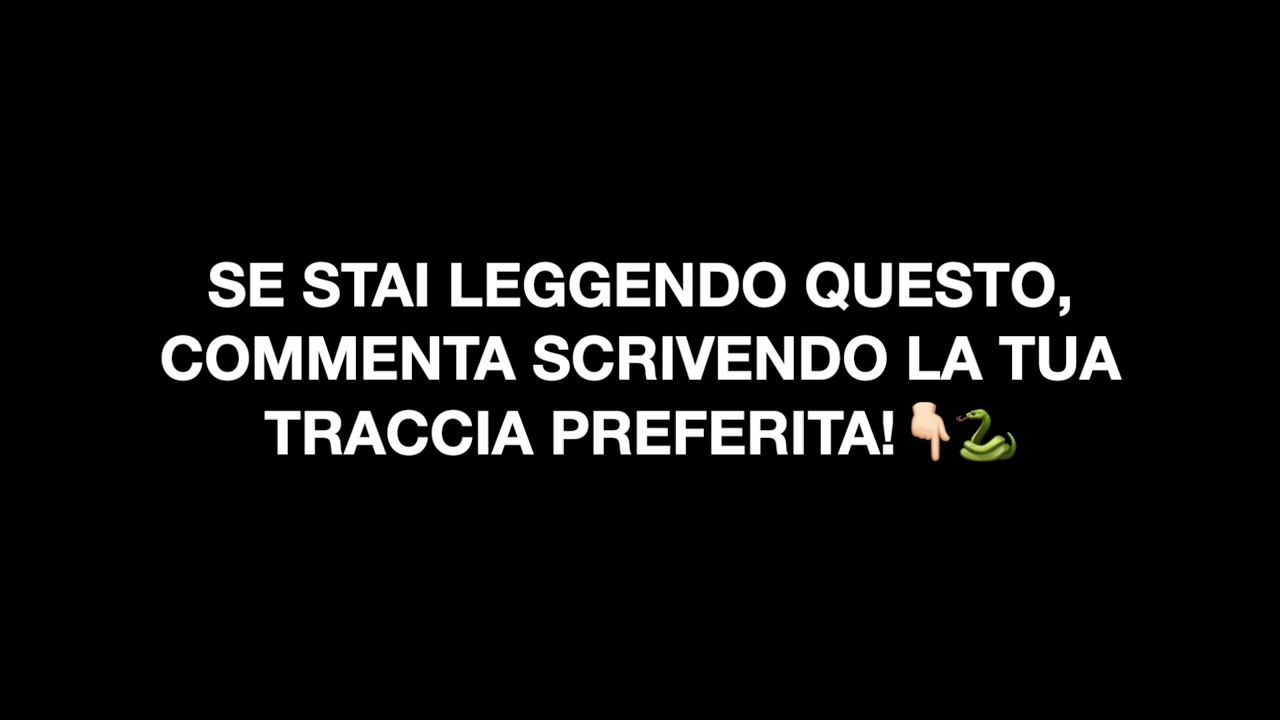 SE STAI LEGGENDO QUESTO,
COMMENTA SCRIVENDO LA TUA
TRACCIA PREFERITA!👇🏻🐍